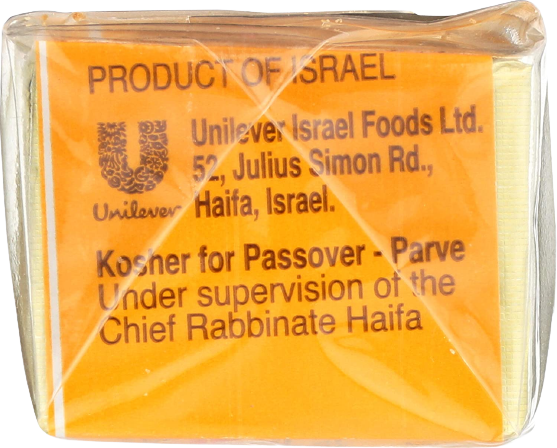 PRODUCT OF ISRAEL
Unilever Israel Foods Ltd.
52, Julius Simon Rd.,
Haifa, Israel.
Unilever
Kosher for Passover - Parve
Under supervision of the
Chief Rabbinate Haifa